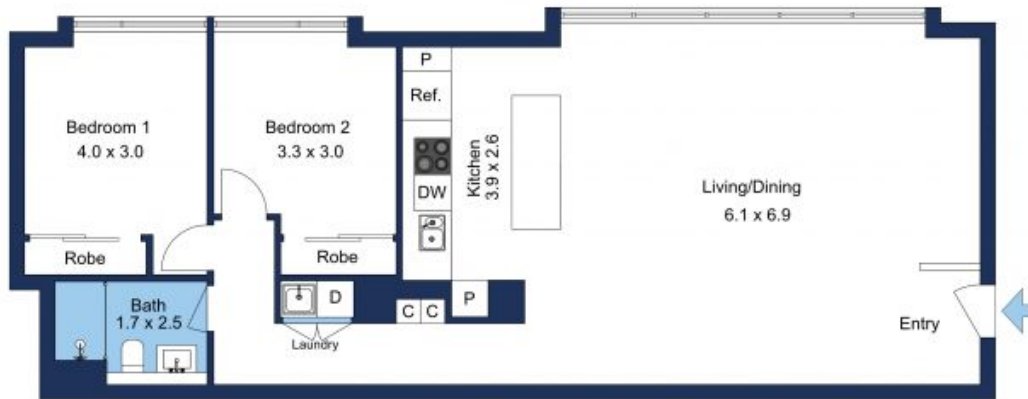 Bedroom 1
4.0 x 3.0
Robe
Bedroom 2
3.3 x 3.0
Robe
P
Ref.
DW
Kitchen
3.9 x 2.6
P
Living/Dining
6.1 x 6.9
Entry
Bath
1.7 x 2.5
D
Laundry
C C